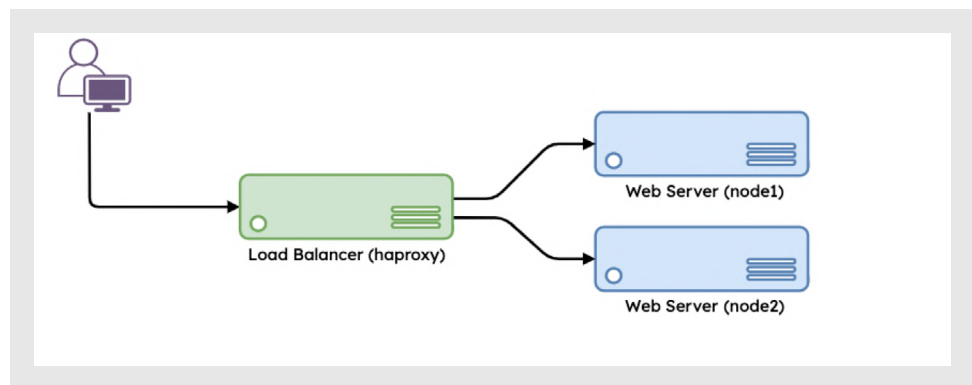 Web Server (node1)
Load Balancer (haproxy)
Web Server (node2)